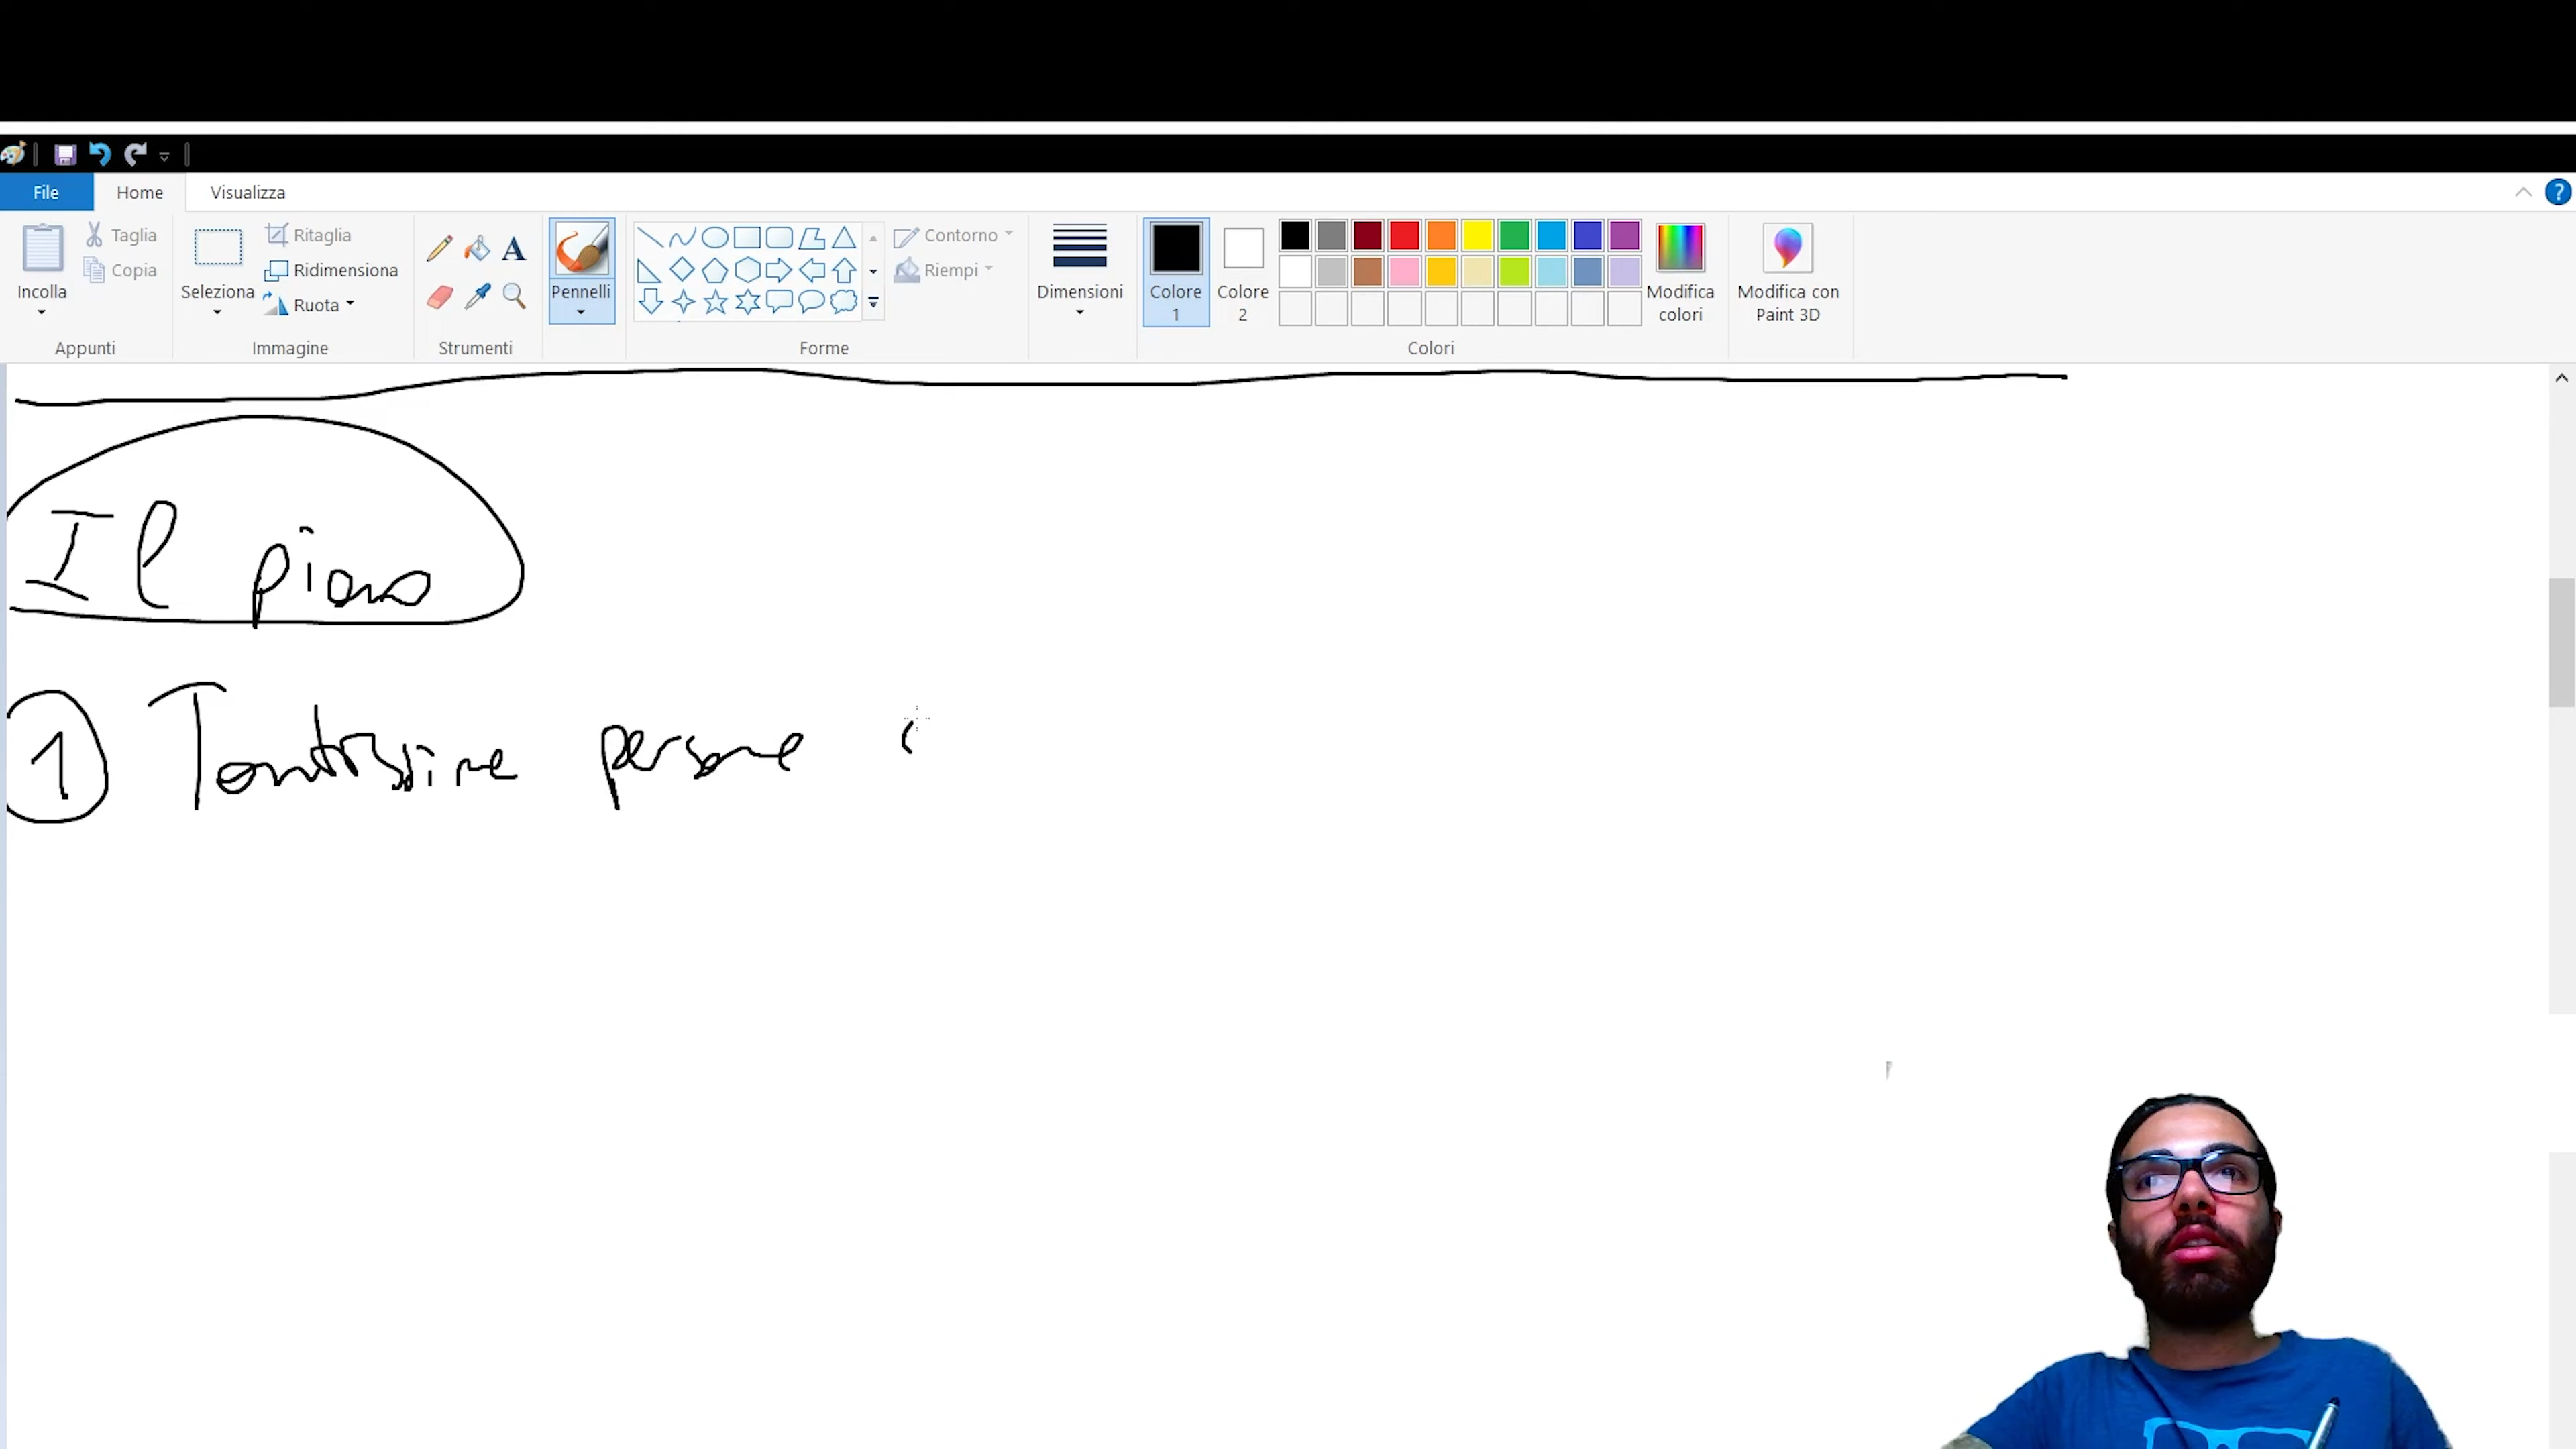 File Home Visualizza
Incolla Taglia Copia Seleziona Ritaglia Ridimensiona Ruota Pennelli Contorno Riempi Dimensioni Colore 1 Colore 2 Modifica colori Modifica con Paint 3D
Appunti Immagine Strumenti Forme Colori
Il piano
1 Tantissime persone